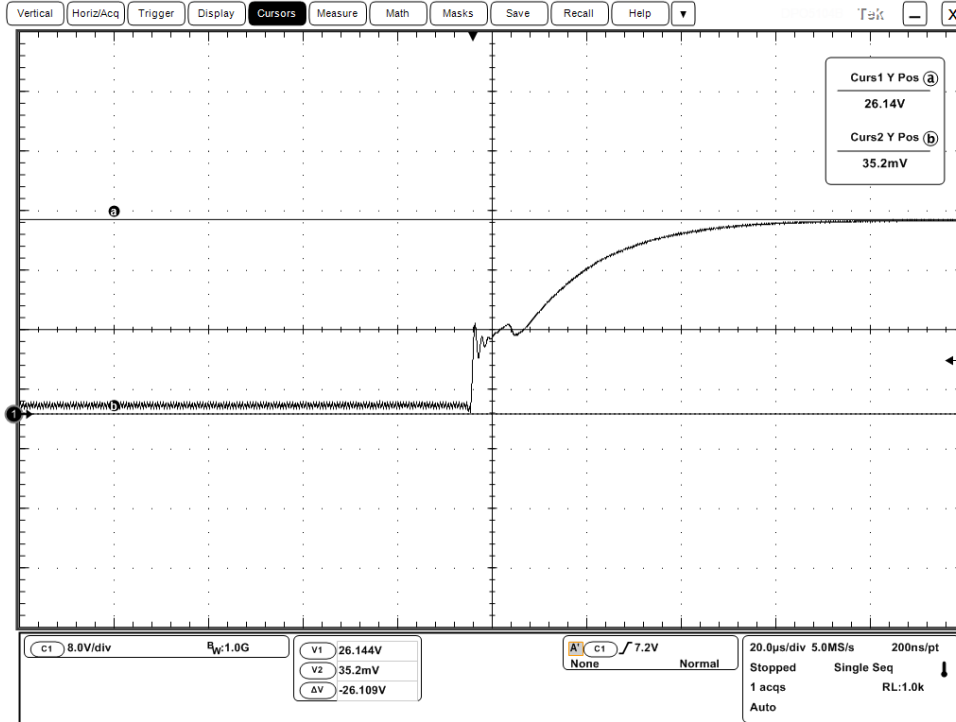 Vertical Horiz/Acq Trigger Display Cursors Measure Math Masks Save Recall Help ▼ Tek – X
Curs1 Y Pos a
26.14V
Curs2 Y Pos b
35.2mV
a
b
1
C1 8.0V/div BW:1.0G
V1 26.144V
V2 35.2mV
ΔV -26.109V
A' C1 7.2V
None Normal
20.0µs/div 5.0MS/s 200ns/pt
Stopped Single Seq
1 acqs RL:1.0k
Auto